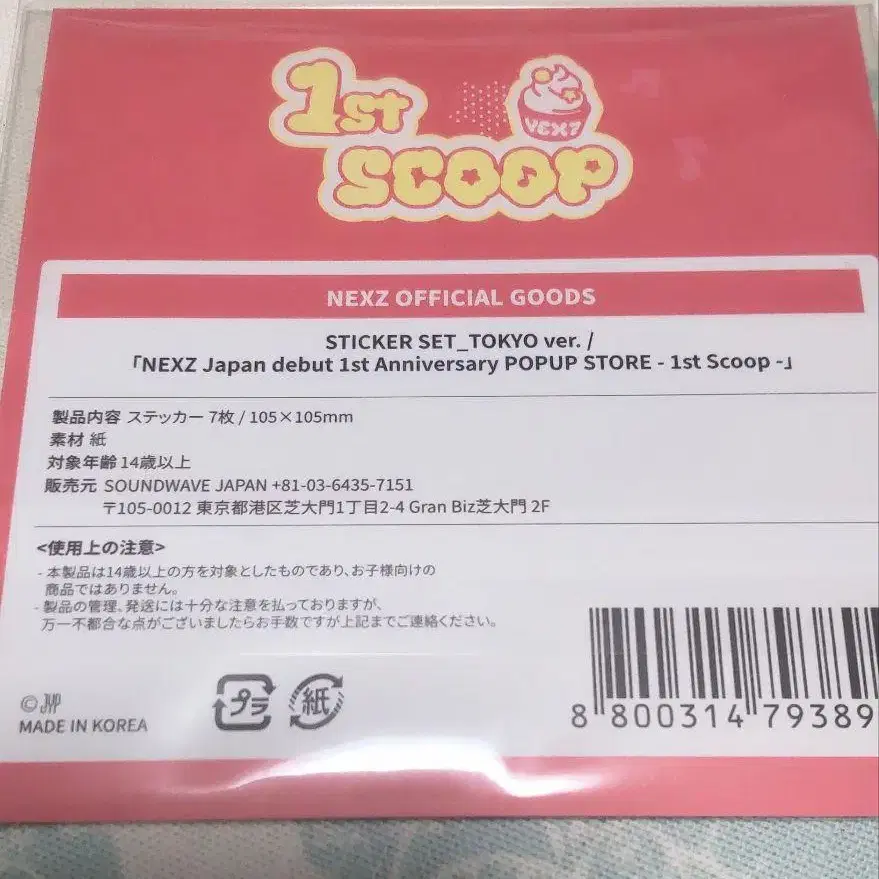 1st
NEXZ
SCOOP
NEXZ OFFICIAL GOODS
STICKER SET_TOKYO ver. /
「NEXZ Japan debut 1st Anniversary POPUP STORE - 1st Scoop -」
製品内容 ステッカー 7枚 / 105×105mm
素材 紙
対象年齢 14歳以上
販売元 SOUNDWAVE JAPAN +81-03-6435-7151
〒105-0012 東京都港区芝大門1丁目2-4 Gran Biz芝大門 2F
<使用上の注意>
- 本製品は14歳以上の方を対象としたものであり、お子様向けの
商品ではありません。
- 製品の管理、発送には十分な注意を払っておりますが、
万一不都合な点がございましたらお手数ですが上記までご連絡ください。
© JYP
MADE IN KOREA
プラ
紙
8 800314 79389